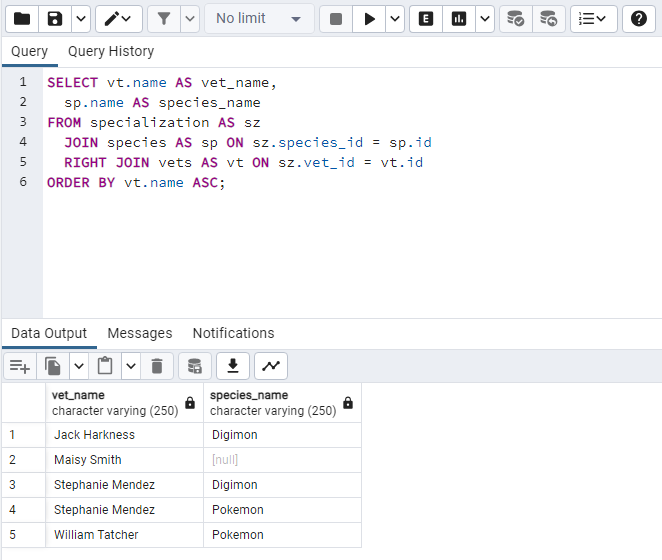 No limit
Query Query History
1 SELECT vt.name AS vet_name,
2 sp.name AS species_name
3 FROM specialization AS sz
4 JOIN species AS sp ON sz.species_id = sp.id
5 RIGHT JOIN vets AS vt ON sz.vet_id = vt.id
6 ORDER BY vt.name ASC;
Data Output Messages Notifications
vet_name species_name
character varying (250) character varying (250)
1 Jack Harkness Digimon
2 Maisy Smith [null]
3 Stephanie Mendez Digimon
4 Stephanie Mendez Pokemon
5 William Tatcher Pokemon